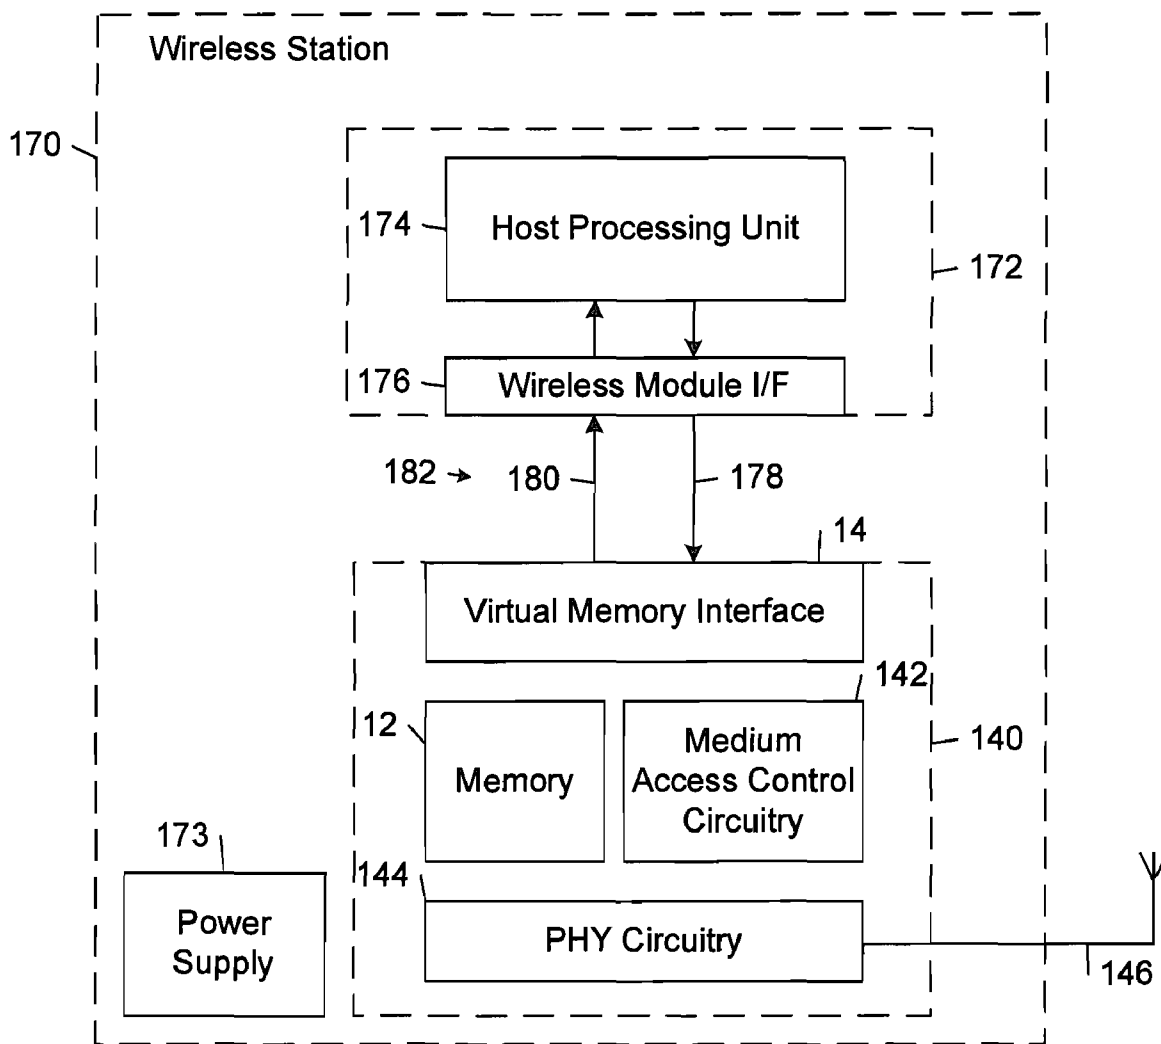 Wireless Station
170
174
Host Processing Unit
172
176
Wireless Module I/F
182
180
178
14
Virtual Memory Interface
142
12
Memory
Medium
Access Control
Circuitry
140
173
Power
Supply
144
PHY Circuitry
146